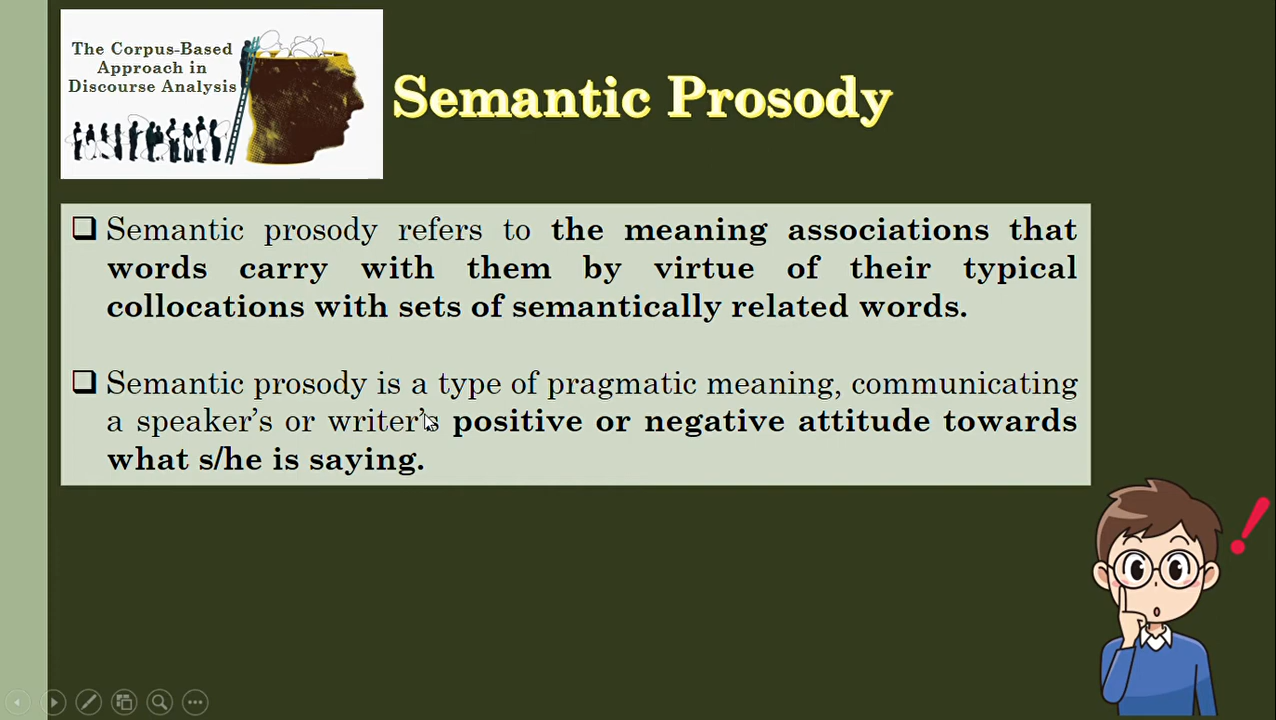 The Corpus-Based
Approach in
Discourse Analysis
Semantic Prosody
Semantic prosody refers to the meaning associations that
words carry with them by virtue of their typical
collocations with sets of semantically related words.
Semantic prosody is a type of pragmatic meaning, communicating
a speaker’s or writer’s positive or negative attitude towards
what s/he is saying.